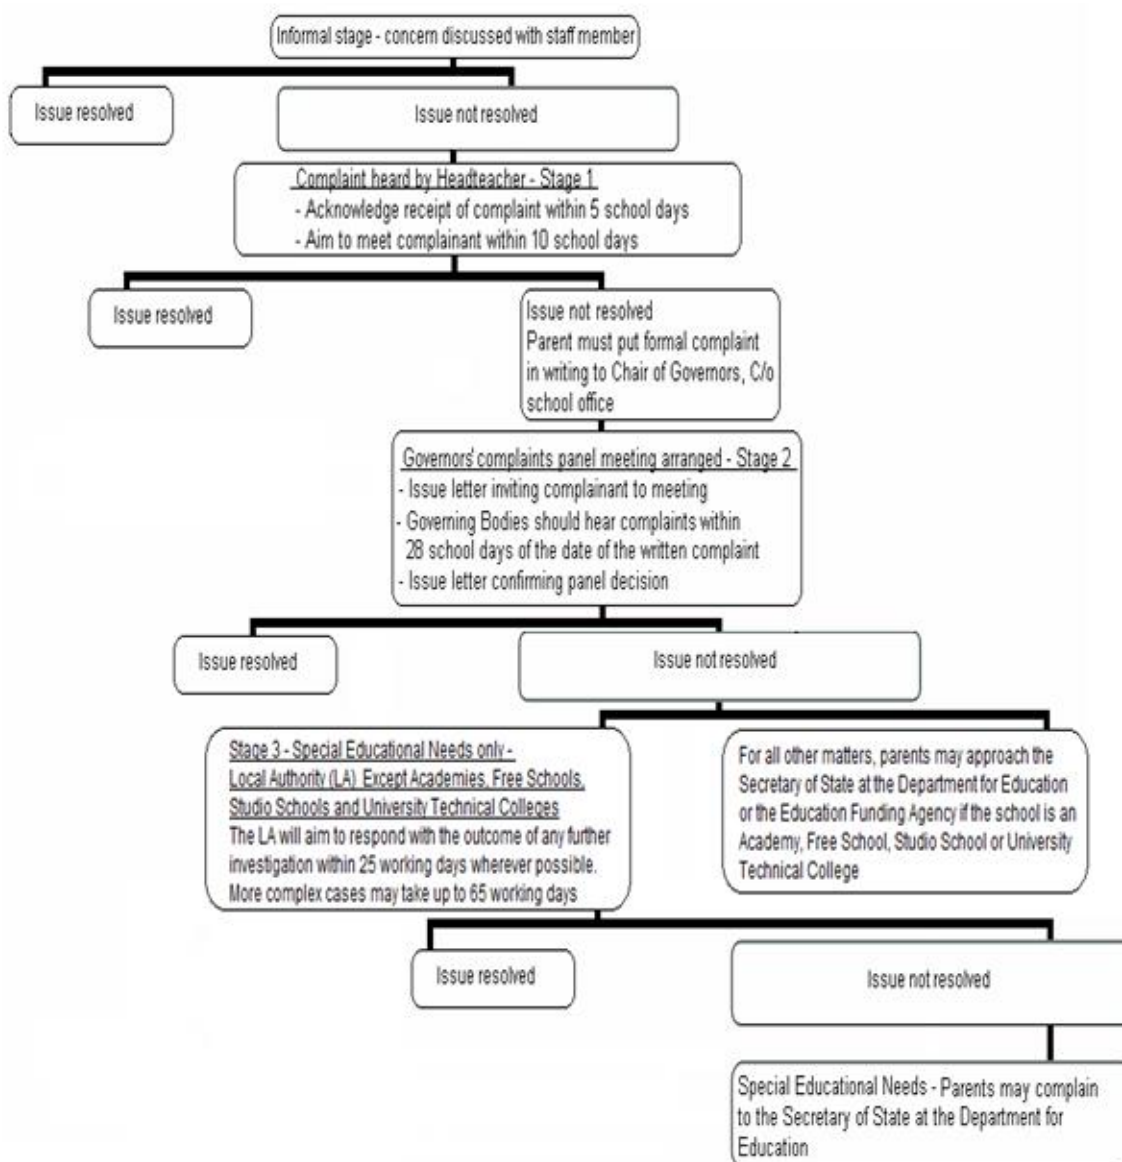 Informal stage - concern discussed with staff member
Issue resolved
Issue not resolved
Complaint heard by Headteacher - Stage 1
- Acknowledge receipt of complaint within 5 school days
- Aim to meet complainant within 10 school days
Issue resolved
Issue not resolved
Parent must put formal complaint
in writing to Chair of Governors, C/o
school office
Governors' complaints panel meeting arranged - Stage 2
- Issue letter inviting complainant to meeting
- Governing Bodies should hear complaints within
28 school days of the date of the written complaint
- Issue letter confirming panel decision
Issue resolved
Issue not resolved
Stage 3 - Special Educational Needs only -
Local Authority (LA) Except Academies, Free Schools,
Studio Schools and University Technical Colleges
The LA will aim to respond with the outcome of any further
investigation within 25 working days wherever possible.
More complex cases may take up to 65 working days
For all other matters, parents may approach the
Secretary of State at the Department for Education
or the Education Funding Agency if the school is an
Academy, Free School, Studio School or University
Technical College
Issue resolved
Issue not resolved
Special Educational Needs - Parents may complain
to the Secretary of State at the Department for
Education